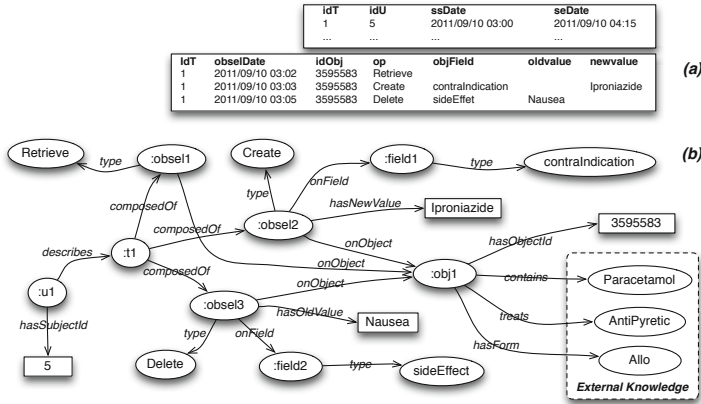 idT idU ssDate seDate
1 5 2011/09/10 03:00 2011/09/10 04:15
... ... ... ...
IdT obselDate idObj op objField oldvalue newvalue
(a)
1 2011/09/10 03:02 3595583 Retrieve
1 2011/09/10 03:03 3595583 Create contraIndication Iproniazide
1 2011/09/10 03:05 3595583 Delete sideEffet Nausea
(b)
Retrieve type :obsel1 Create :field1 type contraIndication
onField
type
composedOf
hasNewValue Iproniazide
composedOf :obsel2
3595583
hasObjectId
onObject
describes :t1
onObject
composedOf
:obj1 contains Paracetamol
:u1
onObject
:obsel3
hasOldValue
treats AntiPyretic
hasSubjectId
type onField Nausea
hasForm Allo
5 Delete :field2 type sideEffect
External Knowledge